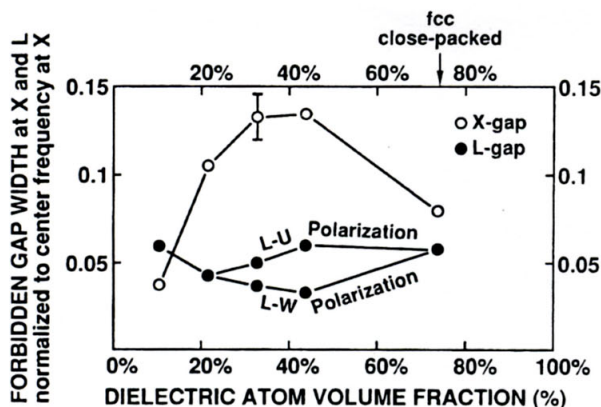 fcc
close-packed
20% 40% 60% 80%
FORBIDDEN GAP WIDTH at X and L
normalized to center frequency at X
0.15 0.15
0.1 0.1
0.05 0.05
X-gap
L-gap
L-U Polarization
L-W Polarization
0% 20% 40% 60% 80% 100%
DIELECTRIC ATOM VOLUME FRACTION (%)